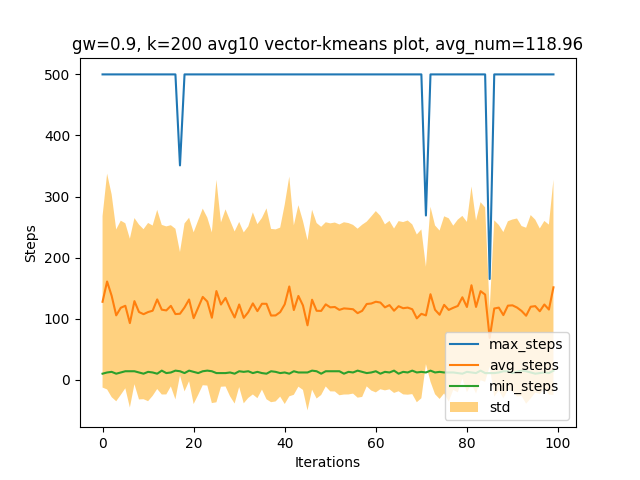 gw=0.9, k=200 avg10 vector-kmeans plot, avg_num=118.96
500
400
300
200
100
0
Steps
max_steps
avg_steps
min_steps
std
0 20 40 60 80 100
Iterations